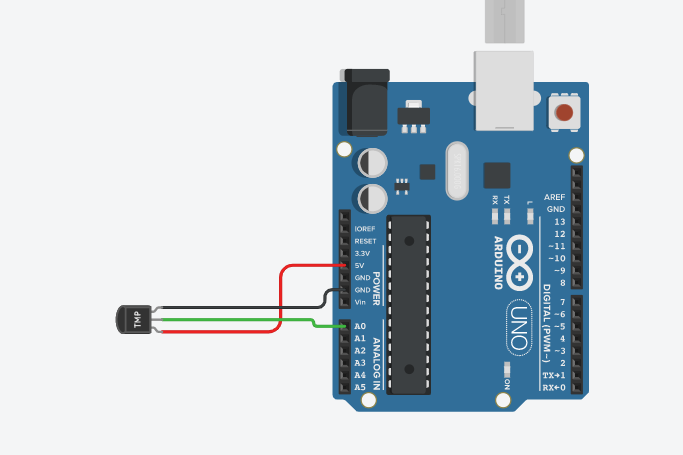 IOREF
RESET
3.3V
5V
GND
GND
Vin
POWER
A0
A1
A2
A3
A4
A5
ANALOG IN
TMP
RX
TX
L
ARDUINO
UNO
ON
AREF
GND
13
12
~11
~10
~9
8
7
~6
~5
4
~3
2
TX→1
RX←0
DIGITAL (PWM~)